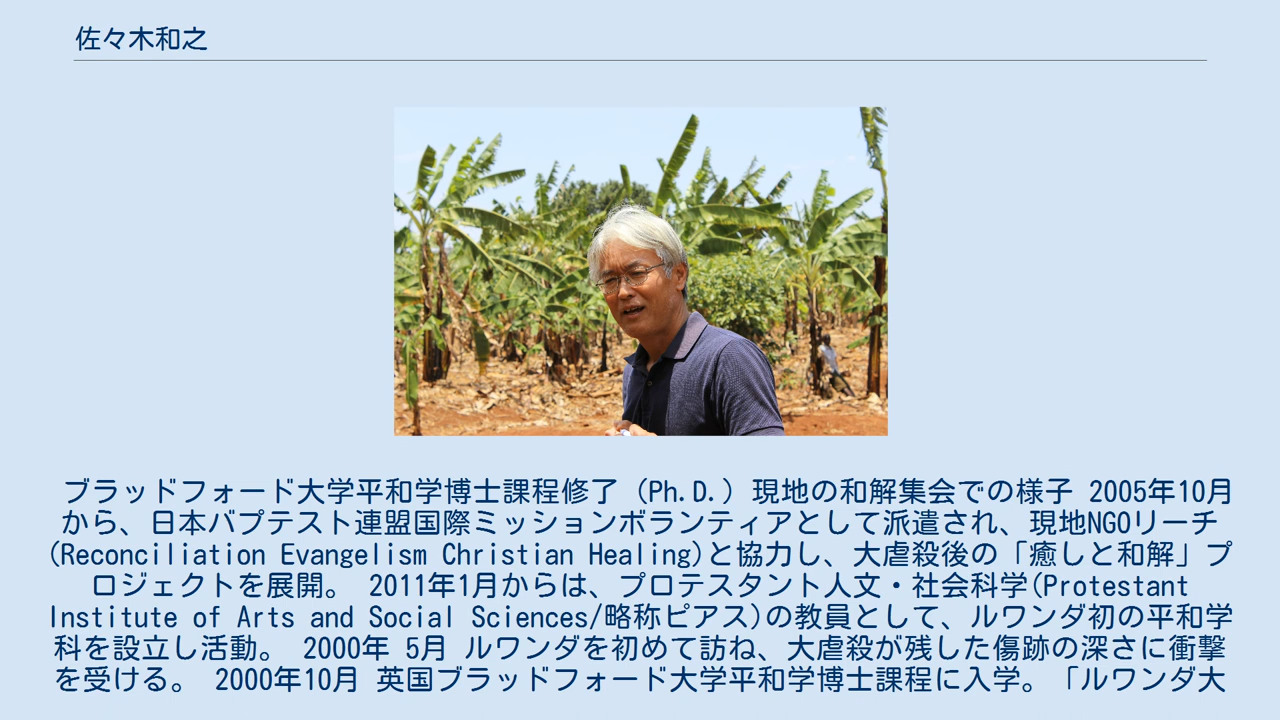 佐々木和之
ブラッドフォード大学平和学博士課程修了（Ph.D.）現地の和解集会での様子 2005年10月
から、日本バプテスト連盟国際ミッションボランティアとして派遣され、現地NGOリーチ
(Reconciliation Evangelism Christian Healing)と協力し、大虐殺後の「癒しと和解」プ
ロジェクトを展開。 2011年1月からは、プロテスタント人文・社会科学(Protestant
Institute of Arts and Social Sciences/略称ピアス)の教員として、ルワンダ初の平和学
科を設立し活動。 2000年 5月 ルワンダを初めて訪ね、大虐殺が残した傷跡の深さに衝撃
を受ける。 2000年10月 英国ブラッドフォード大学平和学博士課程に入学。「ルワンダ大